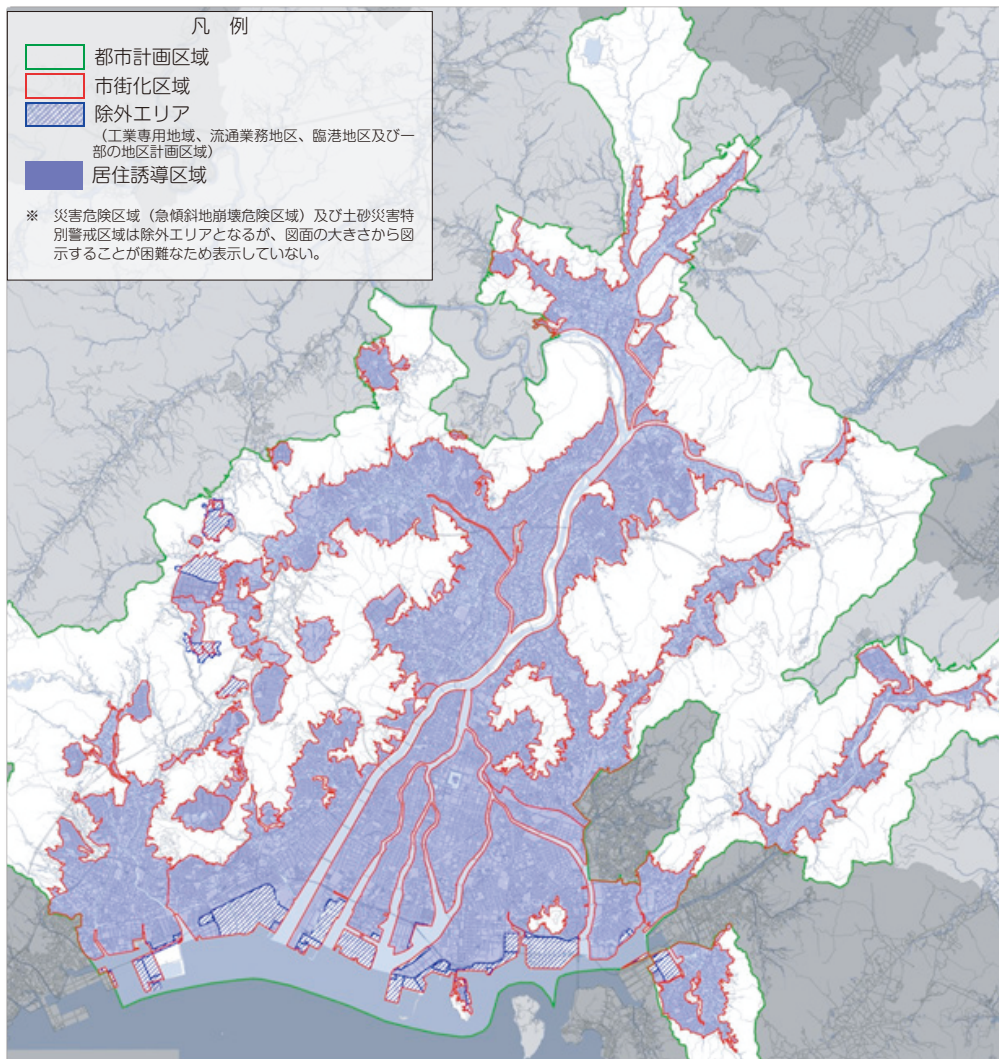 凡　例
都市計画区域
市街化区域
除外エリア
（工業専用地域、流通業務地区、臨港地区及び一
部の地区計画区域）
居住誘導区域
※　災害危険区域（急傾斜地崩壊危険区域）及び土砂災害特
別警戒区域は除外エリアとなるが、図面の大きさから図
示することが困難なため表示していない。